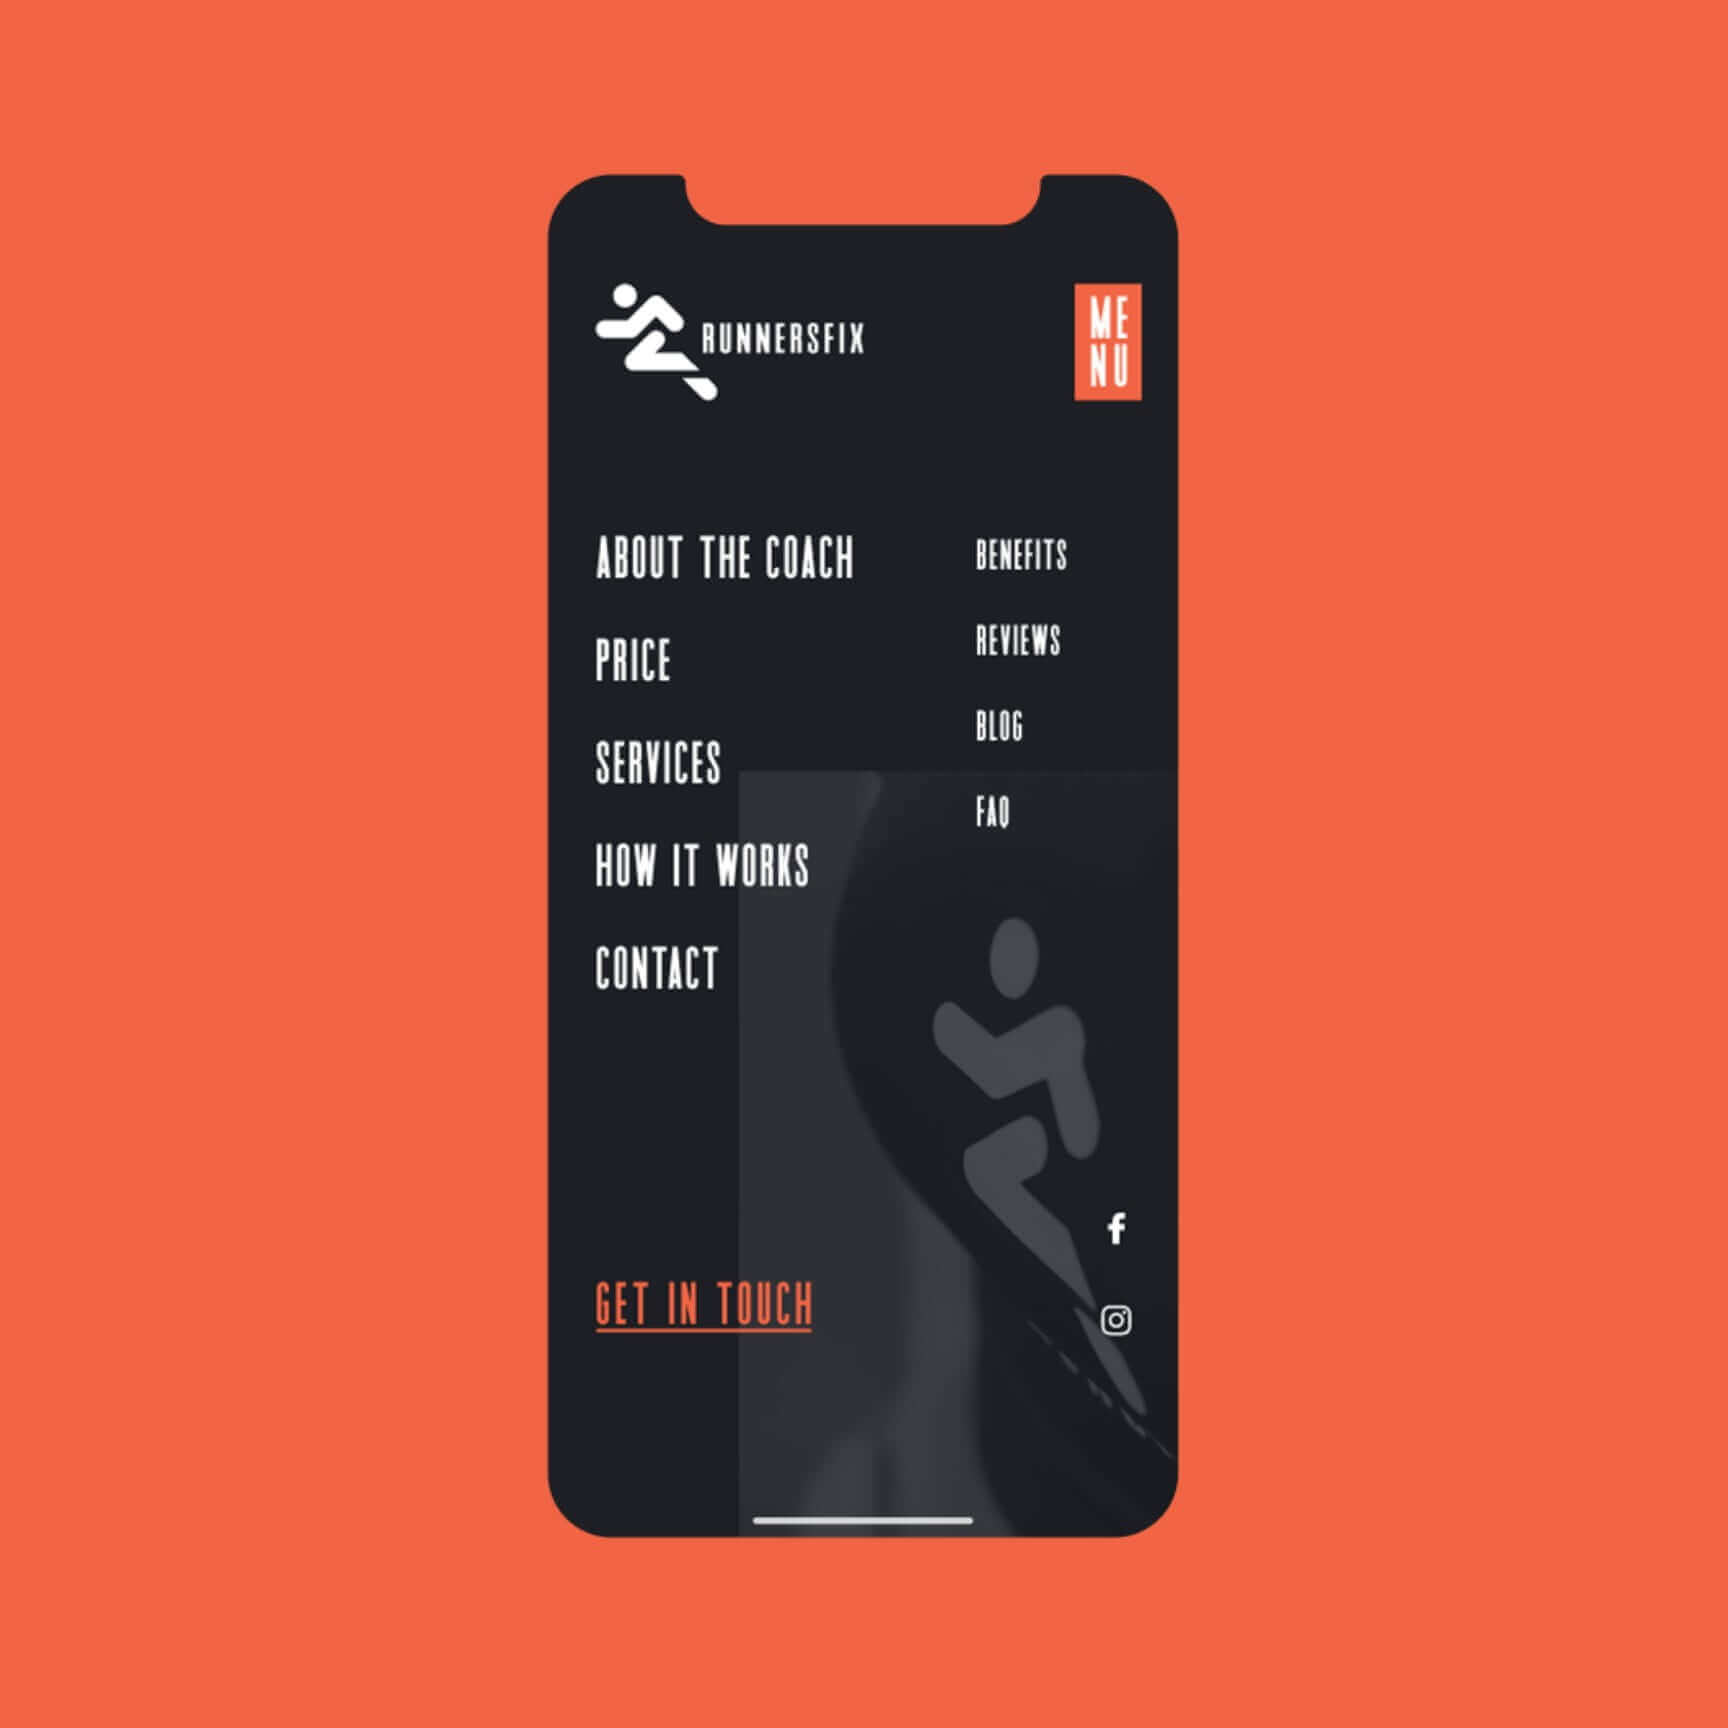 RUNNERSFIX
ME
NU
ABOUT THE COACH
PRICE
SERVICES
HOW IT WORKS
CONTACT
BENEFITS
REVIEWS
BLOG
FAQ
GET IN TOUCH